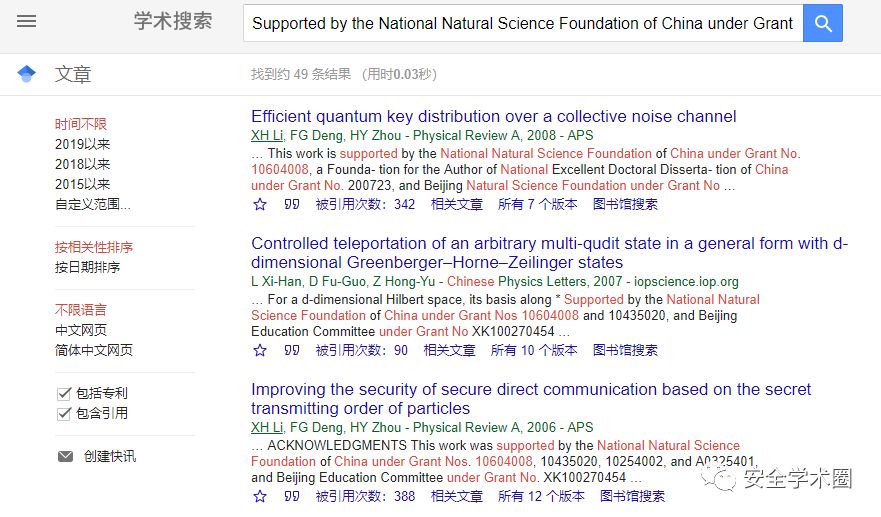 学术搜索
Supported by the National Natural Science Foundation of China under Grant
文章
找到约 49 条结果 （用时0.03秒）
时间不限
2019以来
2018以来
2015以来
自定义范围...
按相关性排序
按日期排序
不限语言
中文网页
简体中文网页
包括专利
包含引用
创建快讯
Efficient quantum key distribution over a collective noise channel
XH Li, FG Deng, HY Zhou - Physical Review A, 2008 - APS
… This work is supported by the National Natural Science Foundation of China under Grant No.
10604008, a Founda- tion for the Author of National Excellent Doctoral Disserta- tion of China
under Grant No. 200723, and Beijing Natural Science Foundation under Grant No …
被引用次数：342 相关文章 所有 7 个版本 图书馆搜索
Controlled teleportation of an arbitrary multi-qudit state in a general form with d-
dimensional Greenberger–Horne–Zeilinger states
L Xi-Han, D Fu-Guo, Z Hong-Yu - Chinese Physics Letters, 2007 - iopscience.iop.org
… For a d-dimensional Hilbert space, its basis along * Supported by the National Natural
Science Foundation of China under Grant Nos 10604008 and 10435020, and Beijing
Education Committee under Grant No XK100270454 …
被引用次数：90 相关文章 所有 10 个版本 图书馆搜索
Improving the security of secure direct communication based on the secret
transmitting order of particles
XH Li, FG Deng, HY Zhou - Physical Review A, 2006 - APS
… ACKNOWLEDGMENTS This work was supported by the National Natural Science
Foundation of China under Grant Nos. 10604008, 10435020, 10254002, and A0325401,
and Beijing Education Committee under Grant No. XK100270454 …
被引用次数：388 相关文章 所有 12 个版本 图书馆搜索
安全学术圈